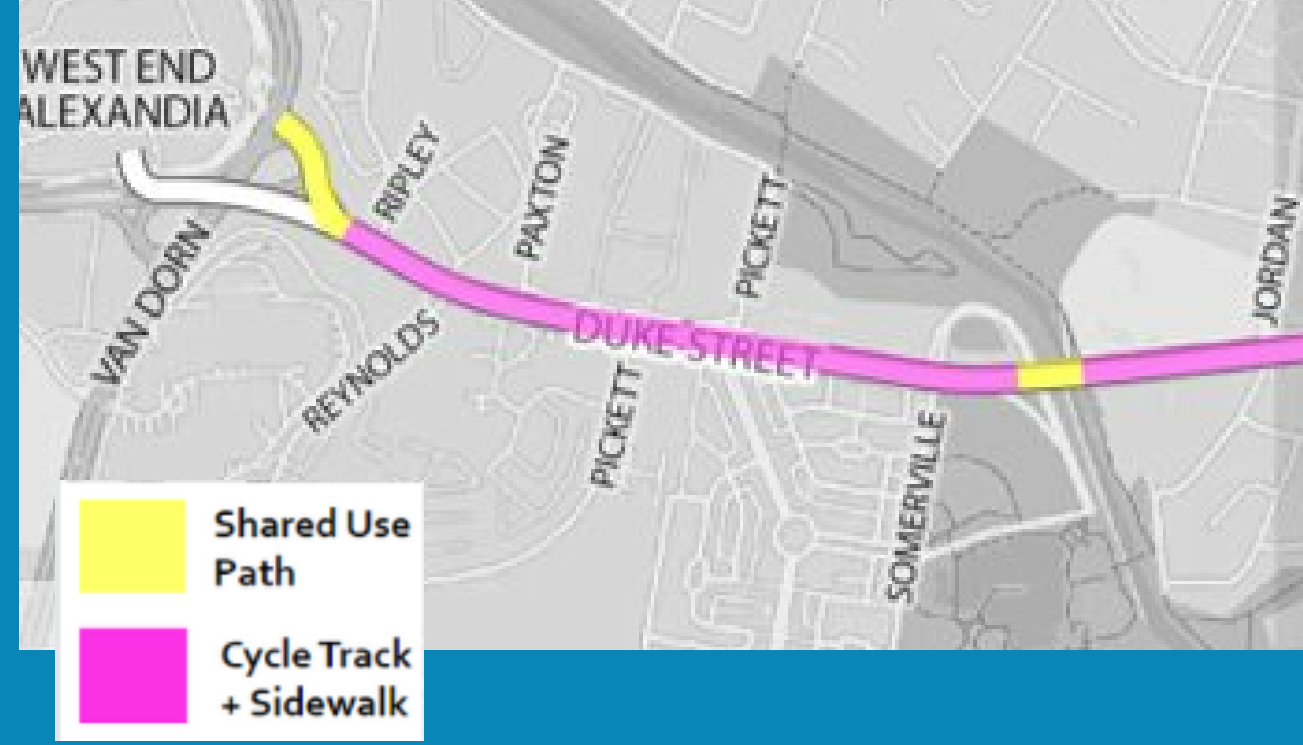 WEST END
ALEXANDIA
RIPLEY
PAXTON
PICKETT
JORDAN
VAN DORN
REYNOLDS
DUKE STREET
PICKETT
SOMERVILLE
Shared Use
Path
Cycle Track
+ Sidewalk